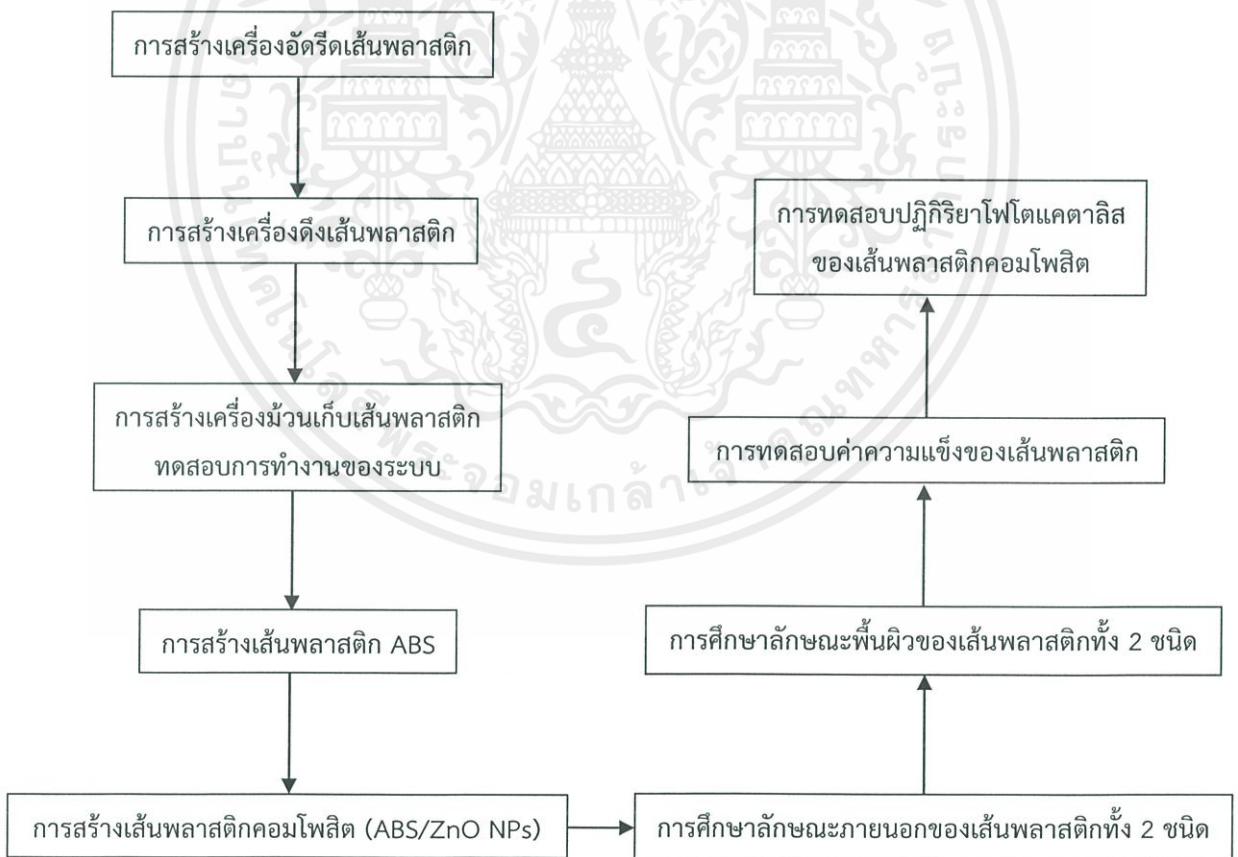 การสร้างเครื่องอัดรีดเส้นพลาสติก
การสร้างเครื่องดึงเส้นพลาสติก
การสร้างเครื่องม้วนเก็บเส้นพลาสติก
ทดสอบการทำงานของระบบ
การสร้างเส้นพลาสติก ABS
การสร้างเส้นพลาสติกคอมโพสิต (ABS/ZnO NPs)
การศึกษาลักษณะภายนอกของเส้นพลาสติกทั้ง 2 ชนิด
การศึกษาลักษณะพื้นผิวของเส้นพลาสติกทั้ง 2 ชนิด
การทดสอบค่าความแข็งของเส้นพลาสติก
การทดสอบปฏิกิริยาโฟโตแคตาลิส
ของเส้นพลาสติกคอมโพสิต